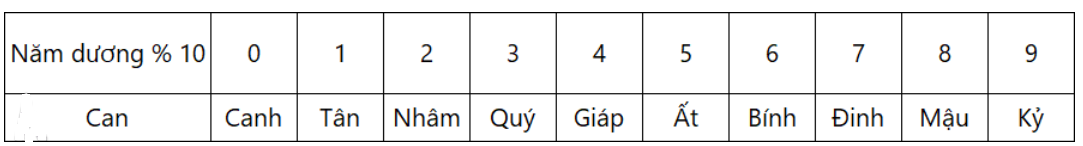 Năm dương % 10 0 1 2 3 4 5 6 7 8 9
Can Canh Tân Nhâm Quý Giáp Ất Bính Đinh Mậu Kỷ